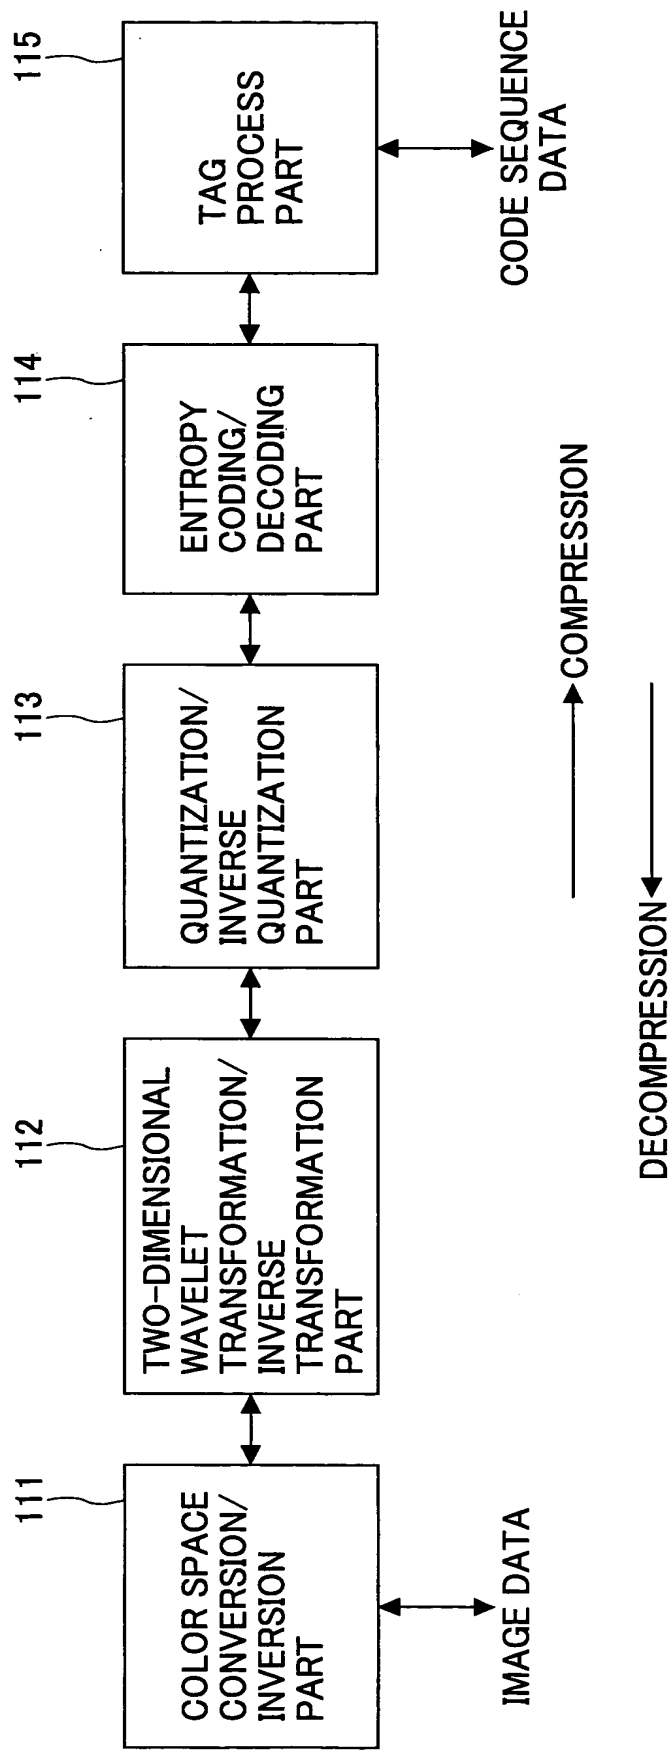 111
COLOR SPACE
CONVERSION/
INVERSION
PART
IMAGE DATA
112
TWO-DIMENSIONAL
WAVELET
TRANSFORMATION/
INVERSE
TRANSFORMATION
PART
113
QUANTIZATION/
INVERSE
QUANTIZATION
PART
114
ENTROPY
CODING/
DECODING
PART
115
TAG
PROCESS
PART
CODE SEQUENCE
DATA
COMPRESSION
DECOMPRESSION